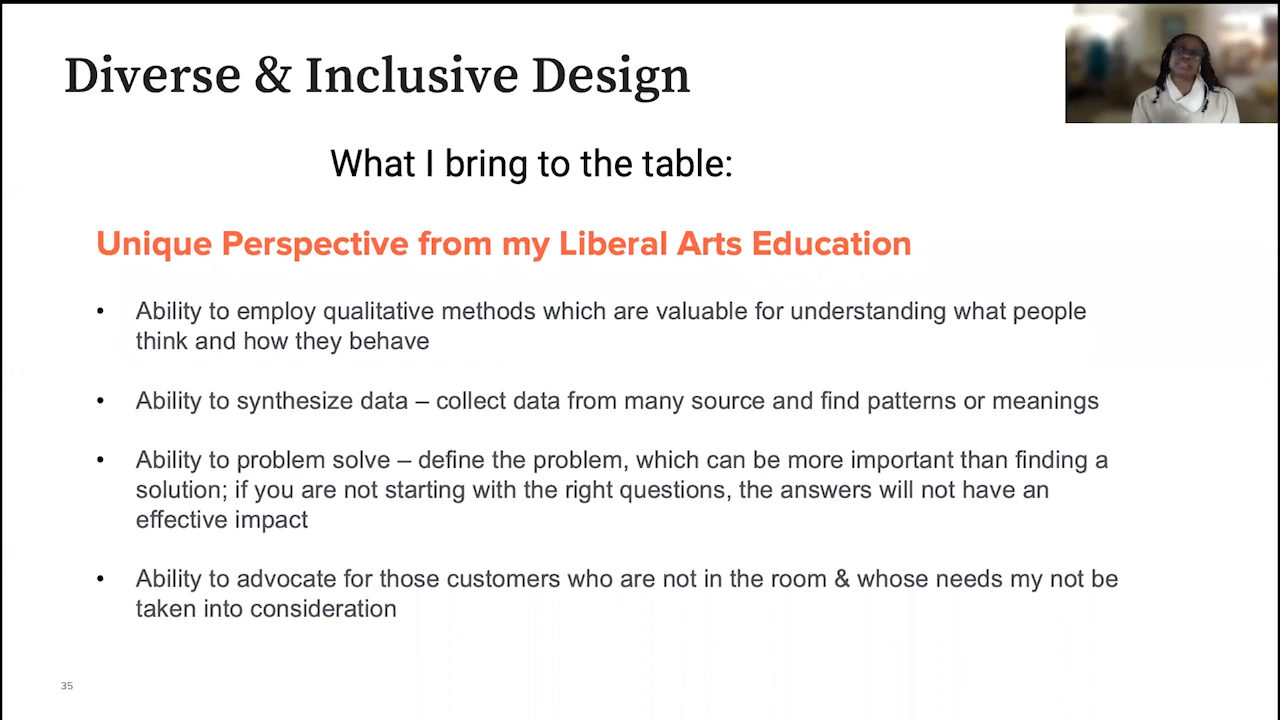 Diverse & Inclusive Design
What I bring to the table:
Unique Perspective from my Liberal Arts Education
• Ability to employ qualitative methods which are valuable for understanding what people
think and how they behave
• Ability to synthesize data – collect data from many source and find patterns or meanings
• Ability to problem solve – define the problem, which can be more important than finding a
solution; if you are not starting with the right questions, the answers will not have an
effective impact
• Ability to advocate for those customers who are not in the room & whose needs my not be
taken into consideration
35